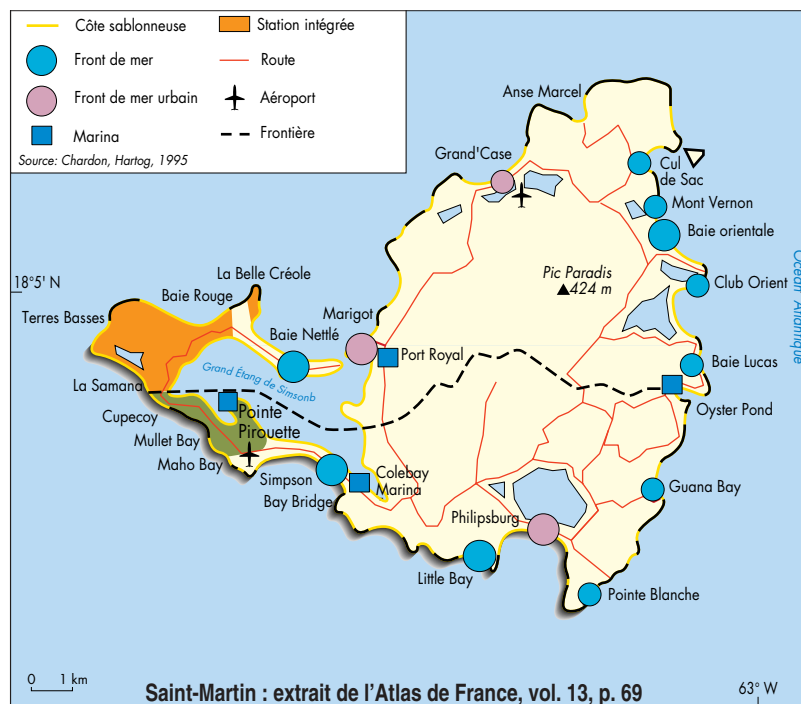 Côte sablonneuse
Station intégrée
Front de mer
Route
Front de mer urbain
Aéroport
Marina
Frontière
Source: Chardon, Hartog, 1995
Anse Marcel
Grand'Case
Cul
de Sac
Mont Vernon
Baie orientale
Océan Atlantique
18°5' N
La Belle Créole
Baie Rouge
Pic Paradis
▲424 m
Club Orient
Terres Basses
Marigot
Baie Nettlé
Port Royal
Baie Lucas
Grand Étang de Simsonb
La Samana
Cupecoy
Pointe
Pirouette
Oyster Pond
Mullet Bay
Maho Bay
Simpson
Bay Bridge
Colebay
Marina
Guana Bay
Philipsburg
Little Bay
Pointe Blanche
0 1 km
Saint-Martin : extrait de l'Atlas de France, vol. 13, p. 69
63° W